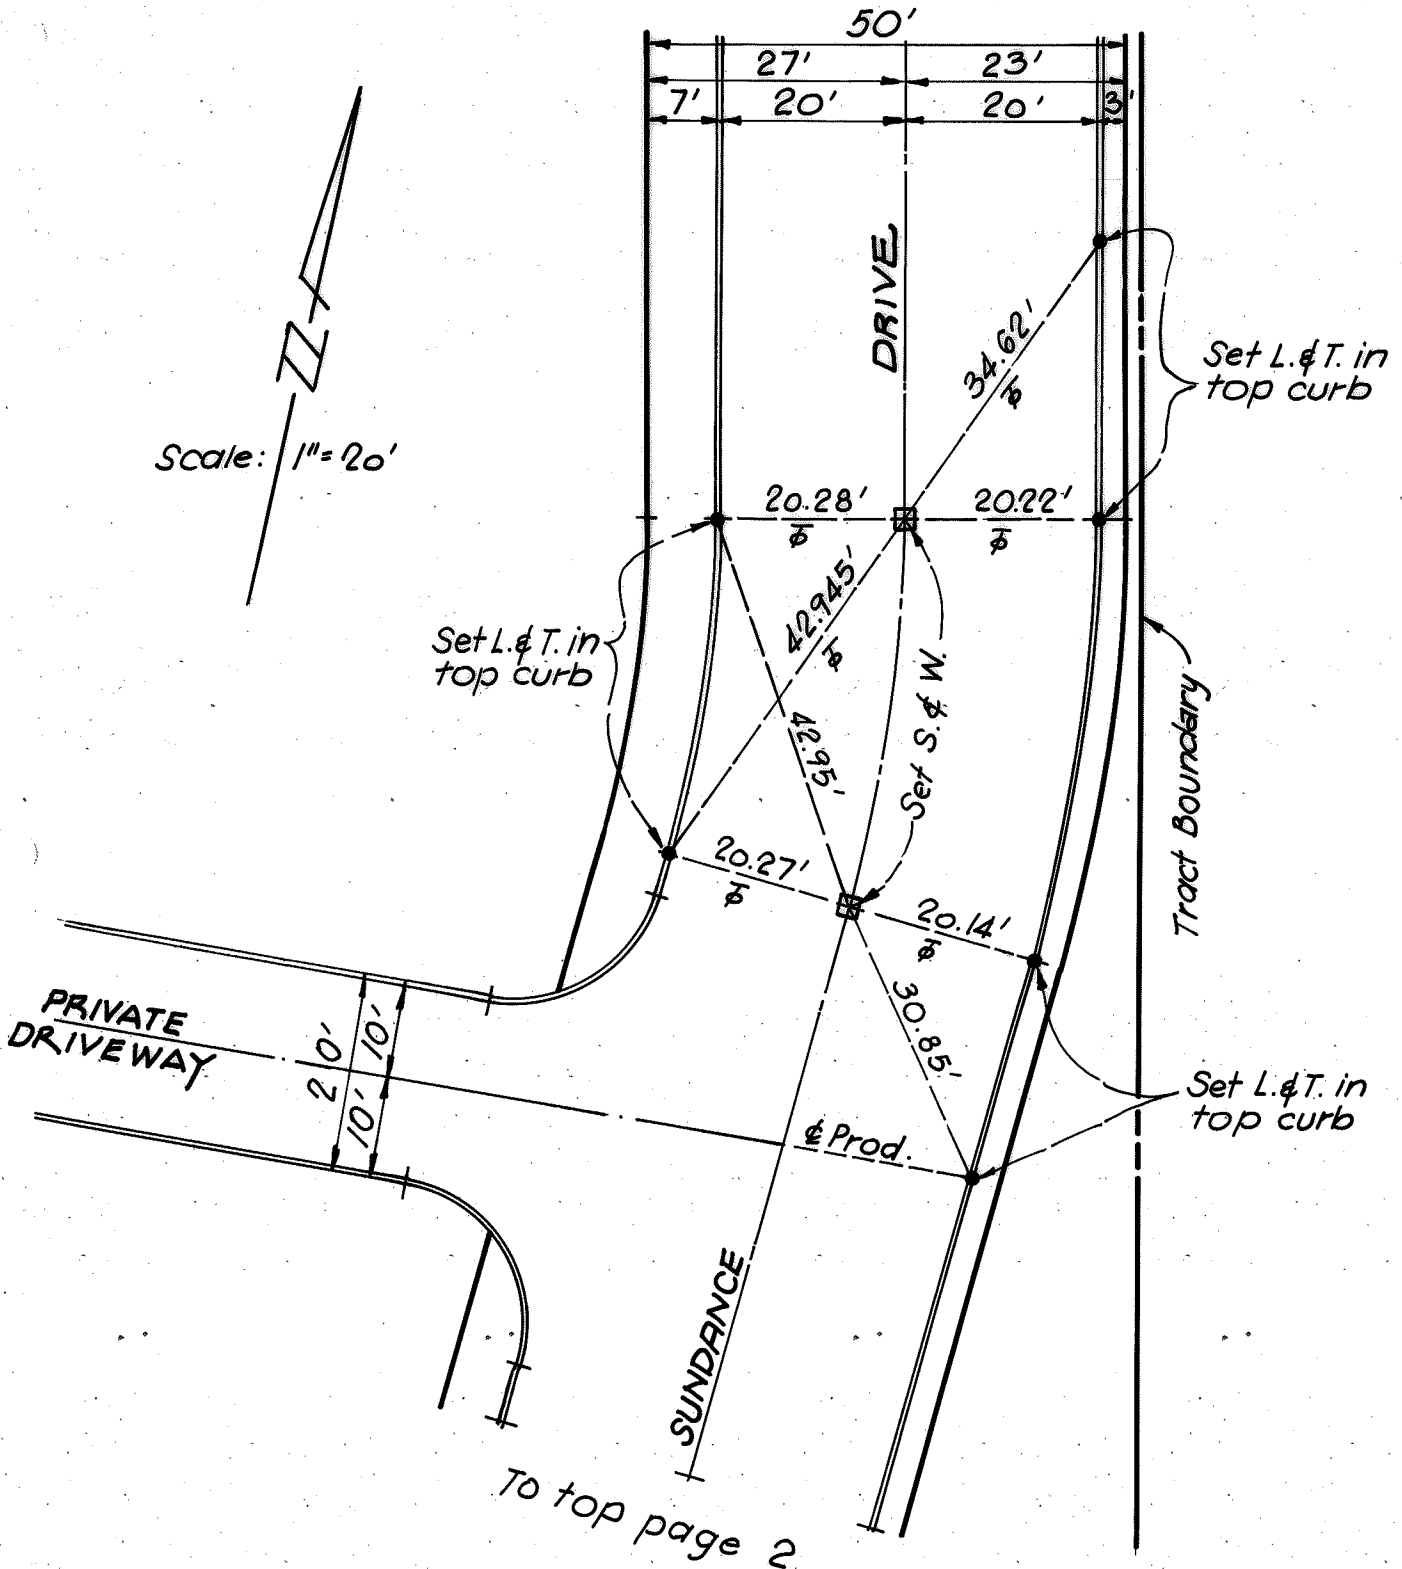 50'
27'
23'
7'
20'
20'
3'
DRIVE
34.62'
Set L.&T. in
top curb
Scale: 1"=20'
20.28'
20.22'
42.945'
Set L.&T. in
top curb
42.95'
Set S. & W.
Tract Boundary
20.27'
20.14'
30.85'
PRIVATE
DRIVEWAY
20'
10'
10'
Set L.&T. in
top curb
℄ Prod.
SUNDANCE
To top page 2